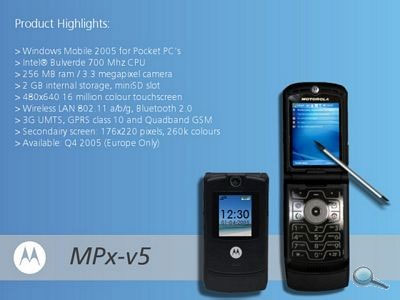 Product Highlights:
> Windows Mobile 2005 for Pocket PC's
> Intel® Bulverde 700 Mhz CPU
> 256 MB ram / 3.3 megapixel camera
> 2 GB internal storage, miniSD slot
> 480x640 16 million colour touchscreen
> Wireless LAN 802.11 a/b/g, Bluetooth 2.0
> 3G UMTS, GPRS class 10 and Quadband GSM
> Secondairy screen: 176x220 pixels, 260k colours
> Available: Q4 2005 (Europe Only)
MOTOROLA
12:30
MPx-v5